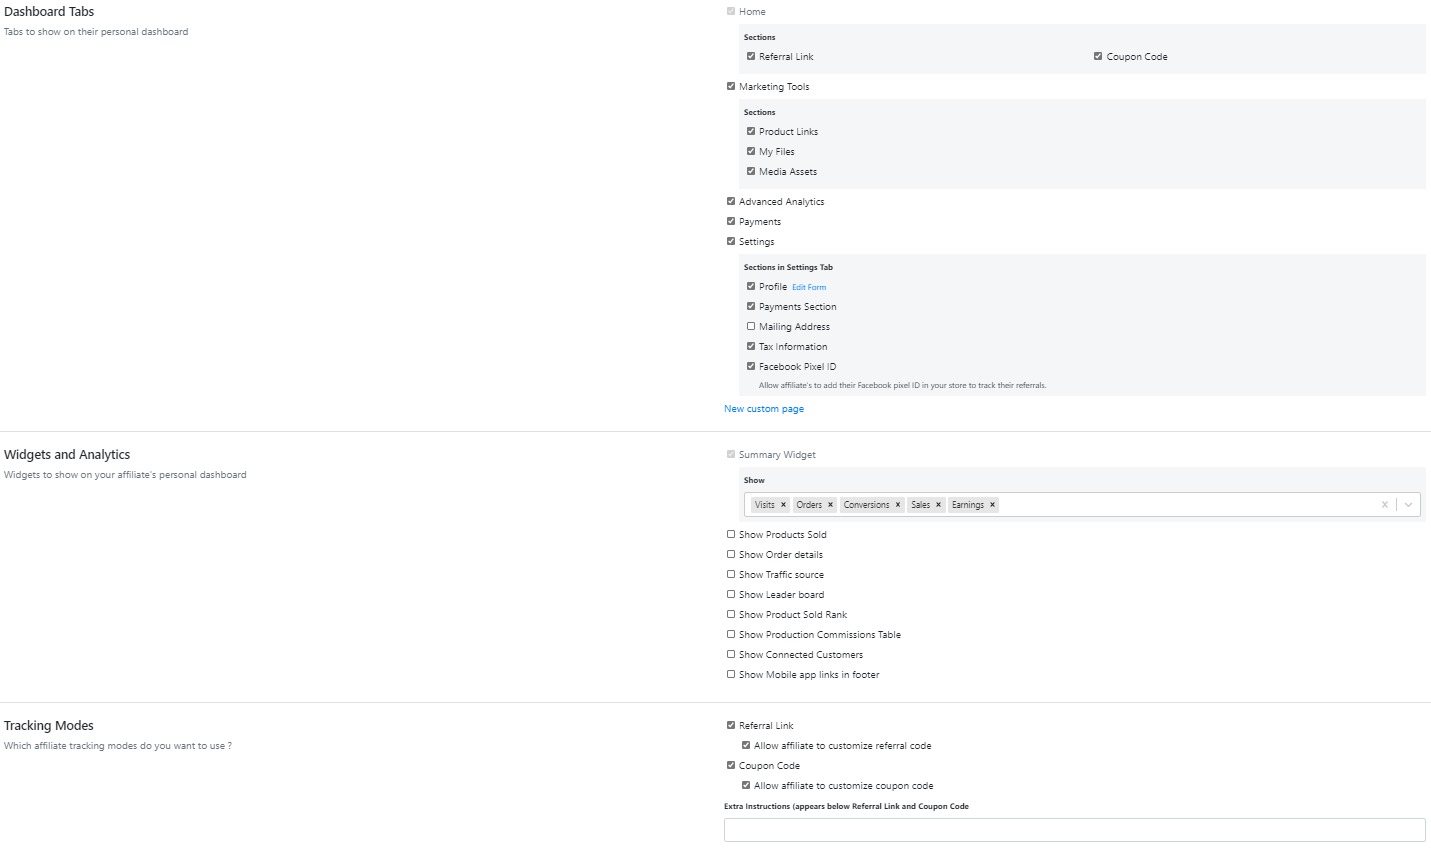 Dashboard Tabs
Tabs to show on their personal dashboard
Home
Sections
Referral Link
Coupon Code
Marketing Tools
Sections
Product Links
My Files
Media Assets
Advanced Analytics
Payments
Settings
Sections in Settings Tab
Profile Edit Form
Payments Section
Mailing Address
Tax Information
Facebook Pixel ID
Allow affiliate's to add their Facebook pixel ID in your store to track their referrals.
New custom page
Widgets and Analytics
Widgets to show on your affiliate's personal dashboard
Summary Widget
Show
Visits × Orders × Conversions × Sales × Earnings ×
Show Products Sold
Show Order details
Show Traffic source
Show Leader board
Show Product Sold Rank
Show Production Commissions Table
Show Connected Customers
Show Mobile app links in footer
Tracking Modes
Which affiliate tracking modes do you want to use ?
Referral Link
Allow affiliate to customize referral code
Coupon Code
Allow affiliate to customize coupon code
Extra Instructions (appears below Referral Link and Coupon Code